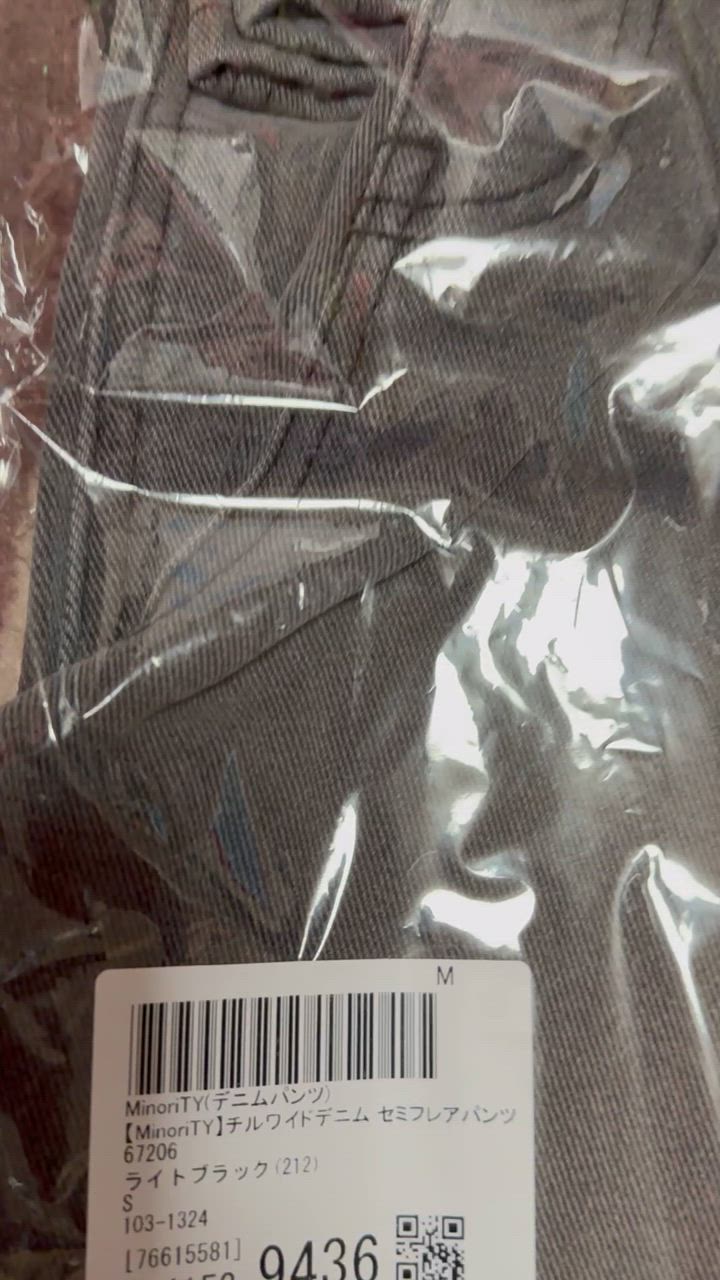 M
MinoriTY(デニムパンツ)
【MinoriTY】チルワイドデニム セミフレアパンツ
67206
ライトブラック(212)
S
103-1324
[76615581]
9436